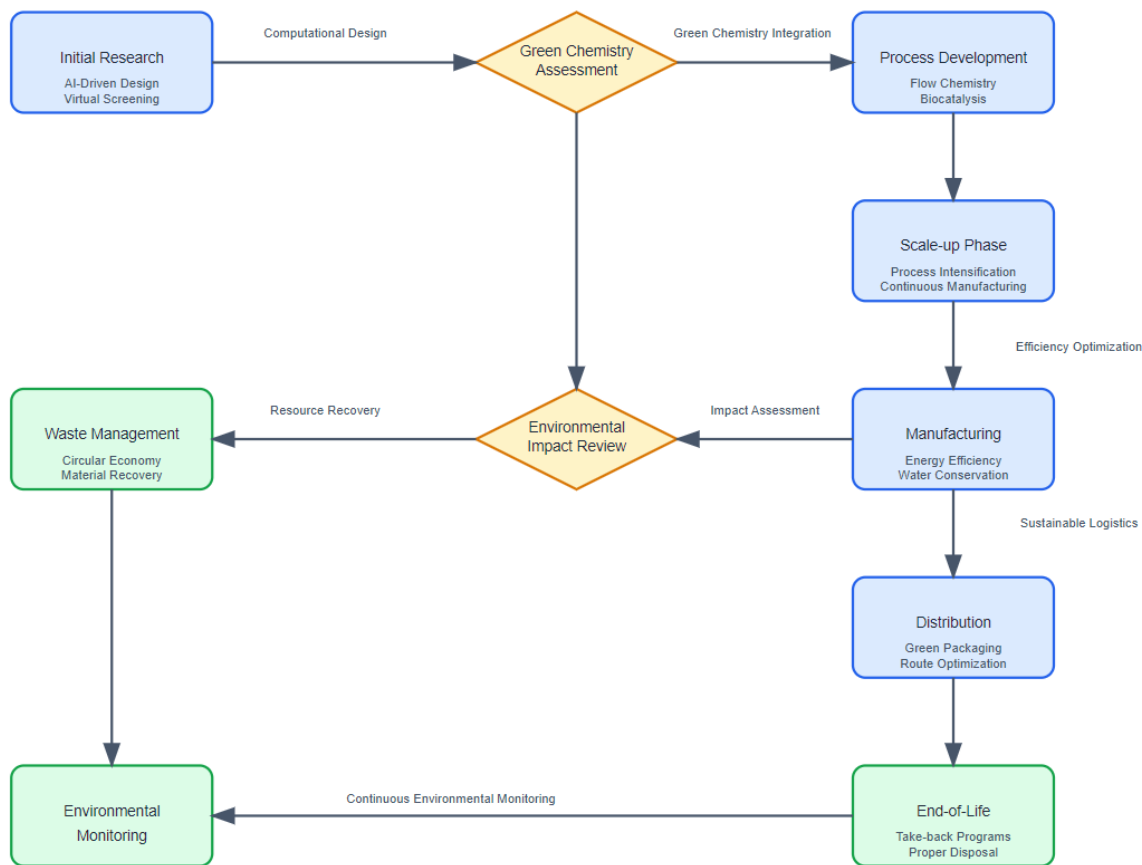 Initial Research
AI-Driven Design
Virtual Screening
Computational Design
Green Chemistry
Assessment
Green Chemistry Integration
Process Development
Flow Chemistry
Biocatalysis
Scale-up Phase
Process Intensification
Continuous Manufacturing
Efficiency Optimization
Waste Management
Circular Economy
Material Recovery
Resource Recovery
Environmental
Impact Review
Impact Assessment
Manufacturing
Energy Efficiency
Water Conservation
Sustainable Logistics
Distribution
Green Packaging
Route Optimization
Environmental
Monitoring
Continuous Environmental Monitoring
End-of-Life
Take-back Programs
Proper Disposal